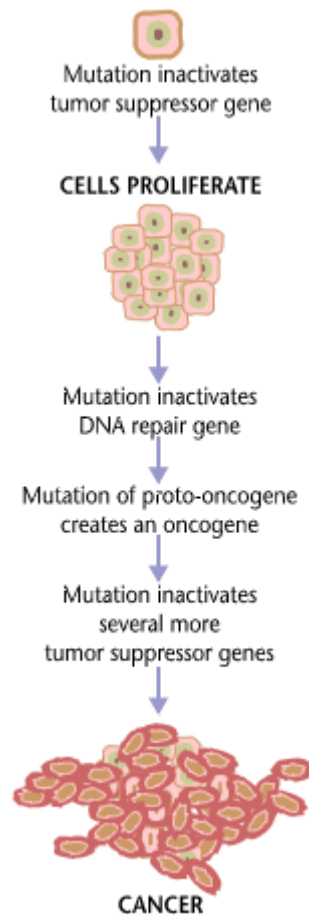 Mutation inactivates
tumor suppressor gene
CELLS PROLIFERATE
Mutation inactivates
DNA repair gene
Mutation of proto-oncogene
creates an oncogene
Mutation inactivates
several more
tumor suppressor genes
CANCER